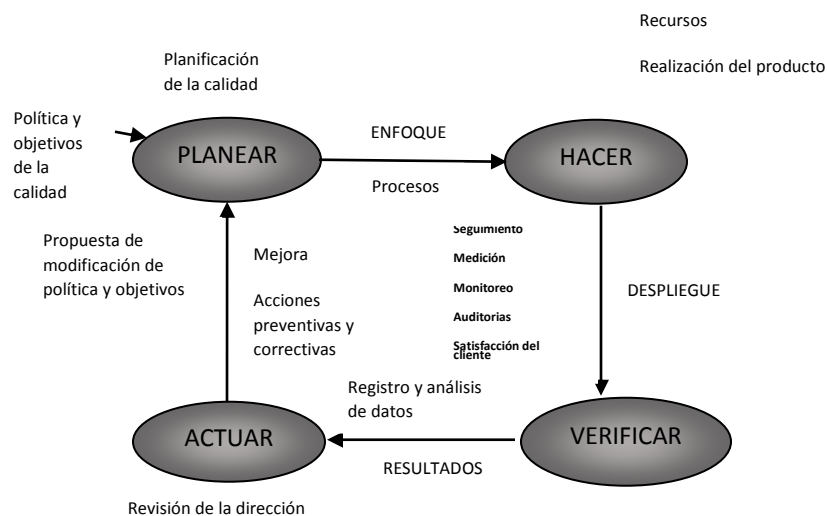 Recursos
Planificación
de la calidad
Realización del producto
Política y
objetivos
de la
calidad
PLANEAR
ENFOQUE
Procesos
HACER
Propuesta de
modificación de
política y objetivos
Mejora
Acciones
preventivas y
correctivas
Seguimiento
Medición
Monitoreo
Auditorias
Satisfacción del
cliente
DESPLIEGUE
Registro y análisis
de datos
ACTUAR
RESULTADOS
VERIFICAR
Revisión de la dirección